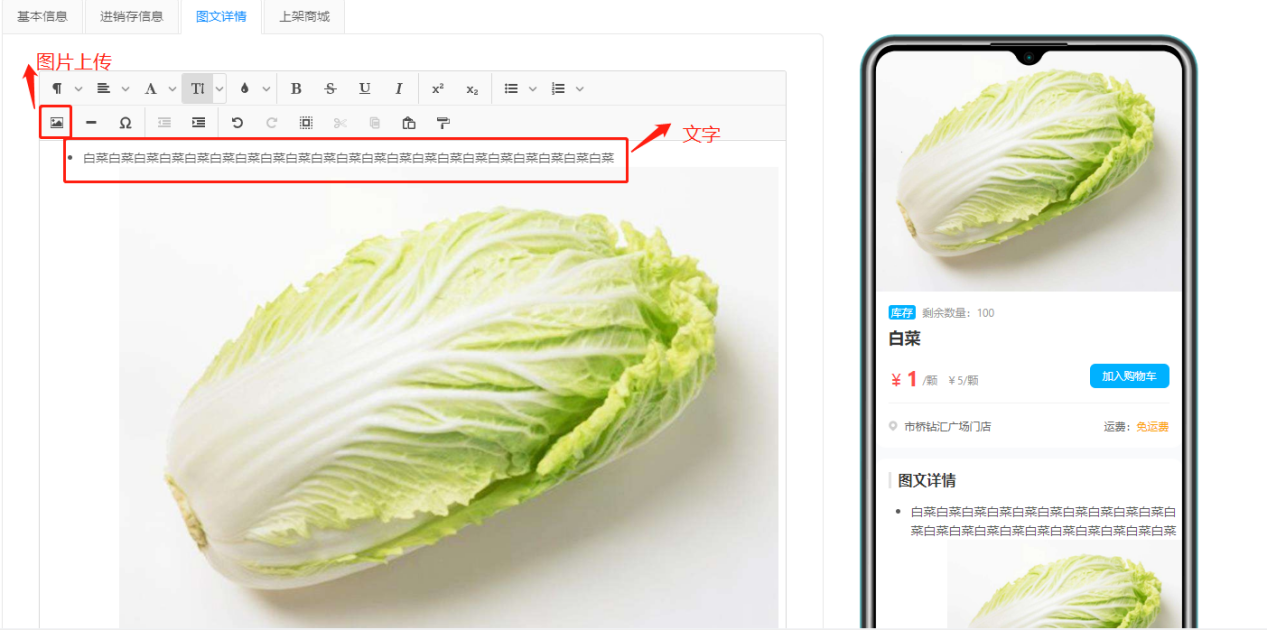 基本信息
进销存信息
图文详情
上架商城
图片上传
¶
A
TI
B
S
U
I
x²
x₂
Ω
文字
白菜白菜白菜白菜白菜白菜白菜白菜白菜白菜白菜白菜白菜白菜白菜白菜白菜白菜白菜白菜白菜
库存 剩余数量：100
白菜
¥ 1 /颗 ¥5/颗
加入购物车
市桥钻汇广场门店
运费：免运费
图文详情
白菜白菜白菜白菜白菜白菜白菜白菜白菜白菜白
菜白菜白菜白菜白菜白菜白菜白菜白菜白菜白菜